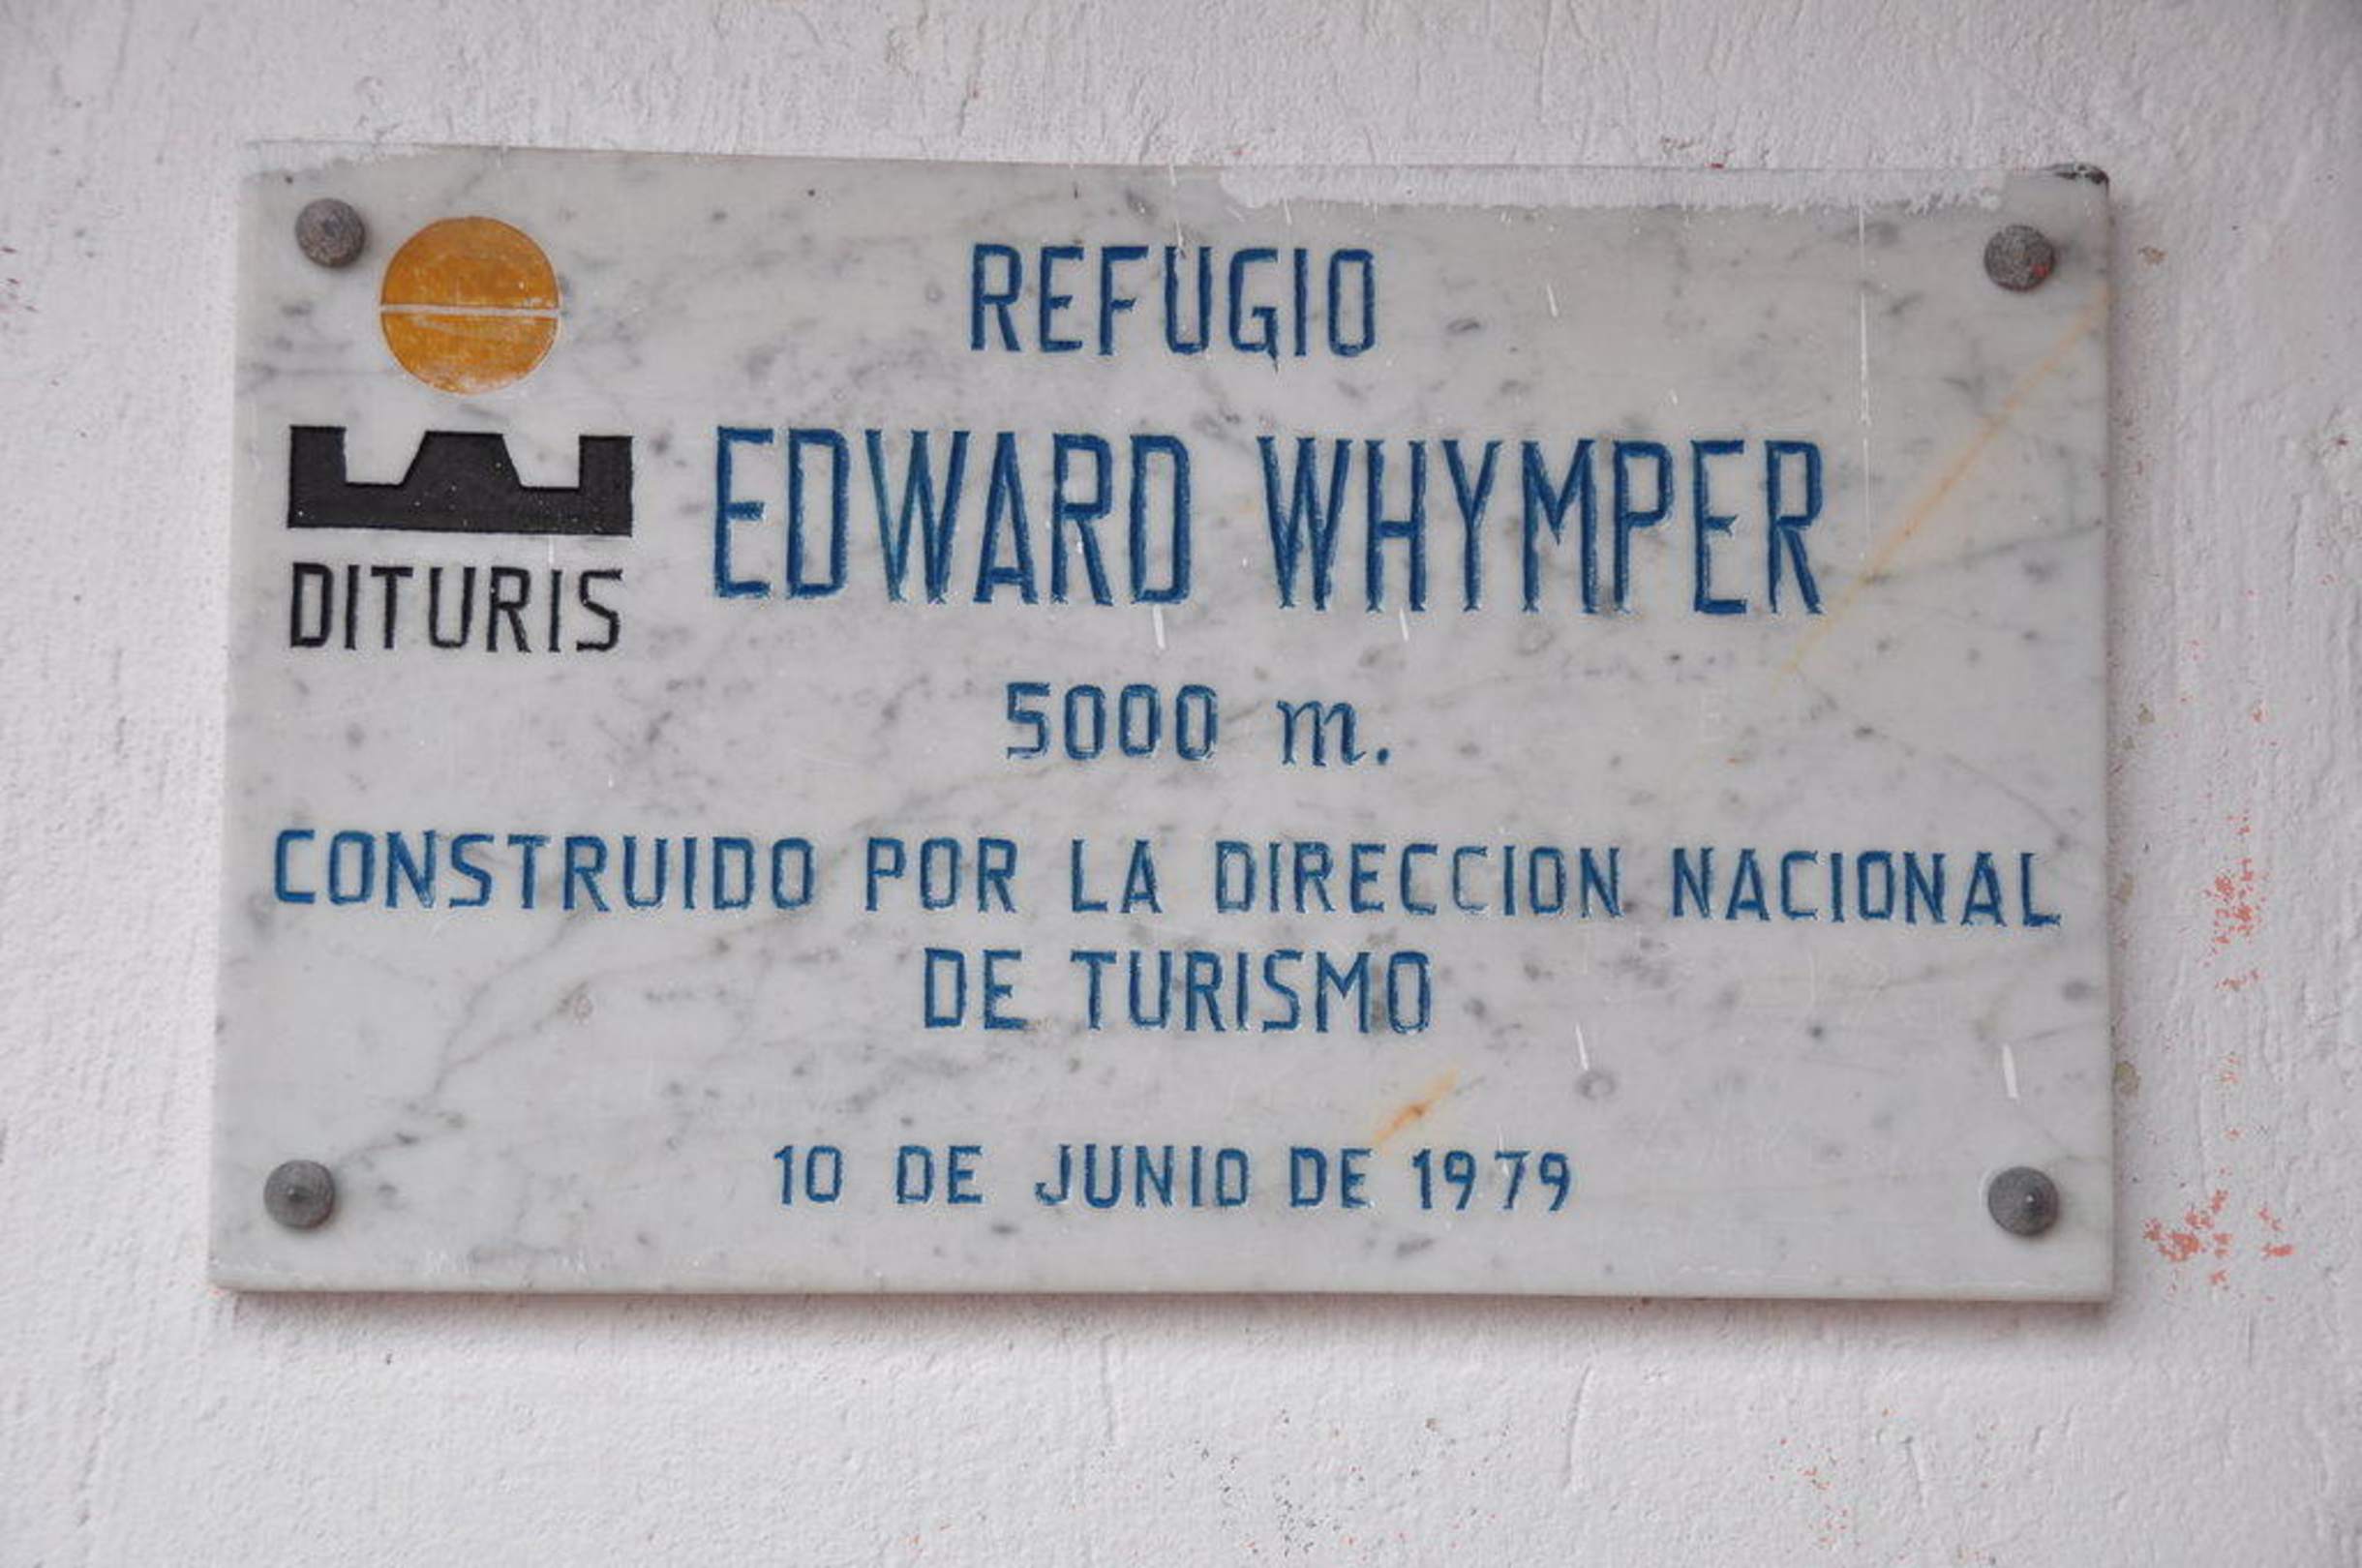 REFUGIO
EDWARD WHYMPER
DITURIS
5000 m.
CONSTRUIDO POR LA DIRECCION NACIONAL
DE TURISMO
10 DE JUNIO DE 1979